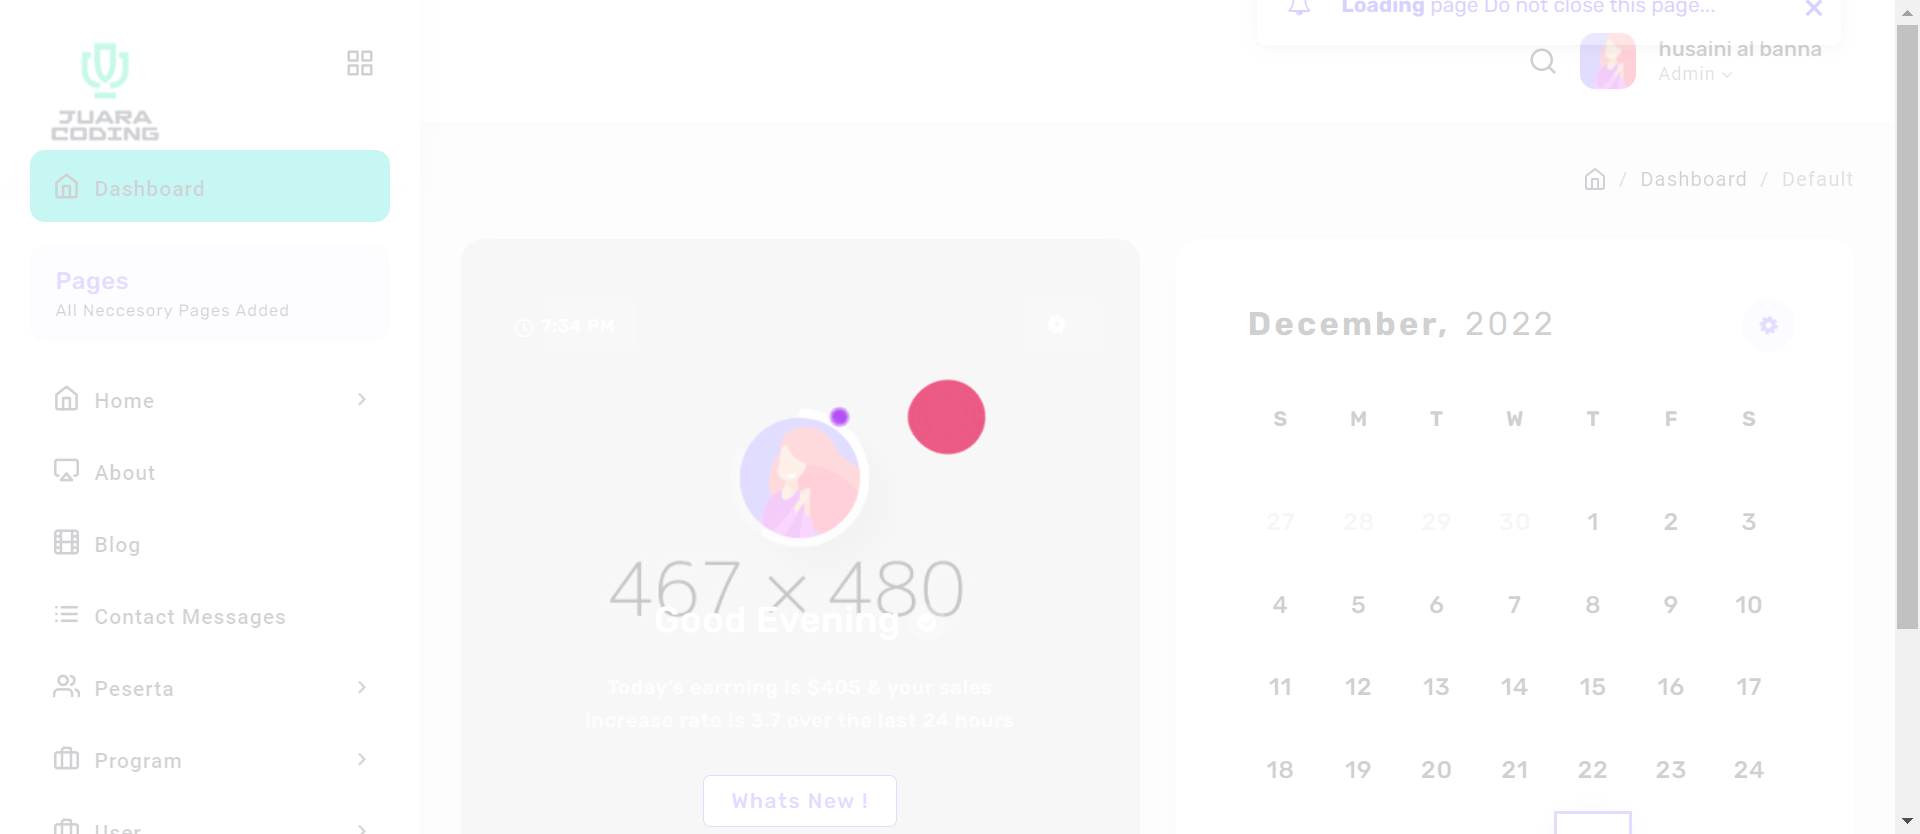 Loading page Do not close this page...
JUARA
CODING
husaini al banna
Admin
Dashboard
/ Dashboard / Default
Pages
All Neccesory Pages Added
Home
About
Blog
Contact Messages
Peserta
Program
User
7:34 PM
467 × 480
Good Evening
Today's earrning is $405 & your sales
increase rate is 3.7 over the last 24 hours
Whats New !
December, 2022
S M T W T F S
27 28 29 30 1 2 3
4 5 6 7 8 9 10
11 12 13 14 15 16 17
18 19 20 21 22 23 24